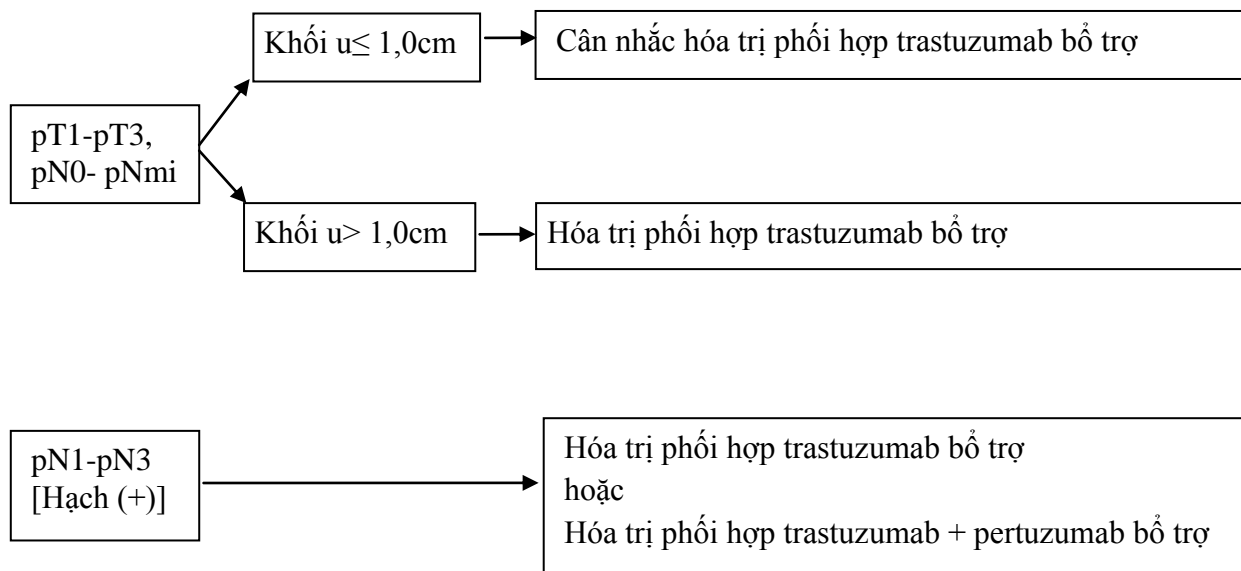 Khối u≤ 1,0cm
Cân nhắc hóa trị phối hợp trastuzumab bổ trợ
pT1-pT3,
pN0- pNmi
Khối u> 1,0cm
Hóa trị phối hợp trastuzumab bổ trợ
pN1-pN3
[Hạch (+)]
Hóa trị phối hợp trastuzumab bổ trợ
hoặc
Hóa trị phối hợp trastuzumab + pertuzumab bổ trợ